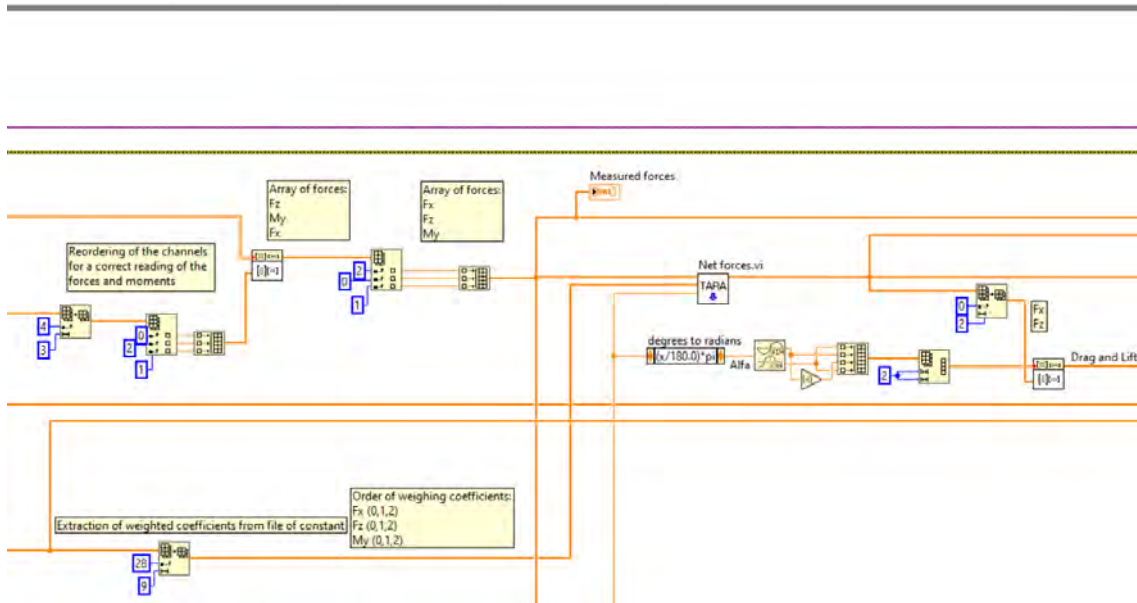 Measured forces
Array of forces:
Fz
My
Fx
Array of forces:
Fx
Fz
My
Reordering of the channels
for a correct reading of the
forces and moments
4
3
0
2
1
2
0
1
Net forces.vi
TARA
degrees to radians
(x/180.0)*pi
Alfa
2
0
2
Fx
Fz
Drag and Lift
Extraction of weighted coefficients from file of constant
Order of weighing coefficients:
Fx (0,1,2)
Fz (0,1,2)
My (0,1,2)
28
9